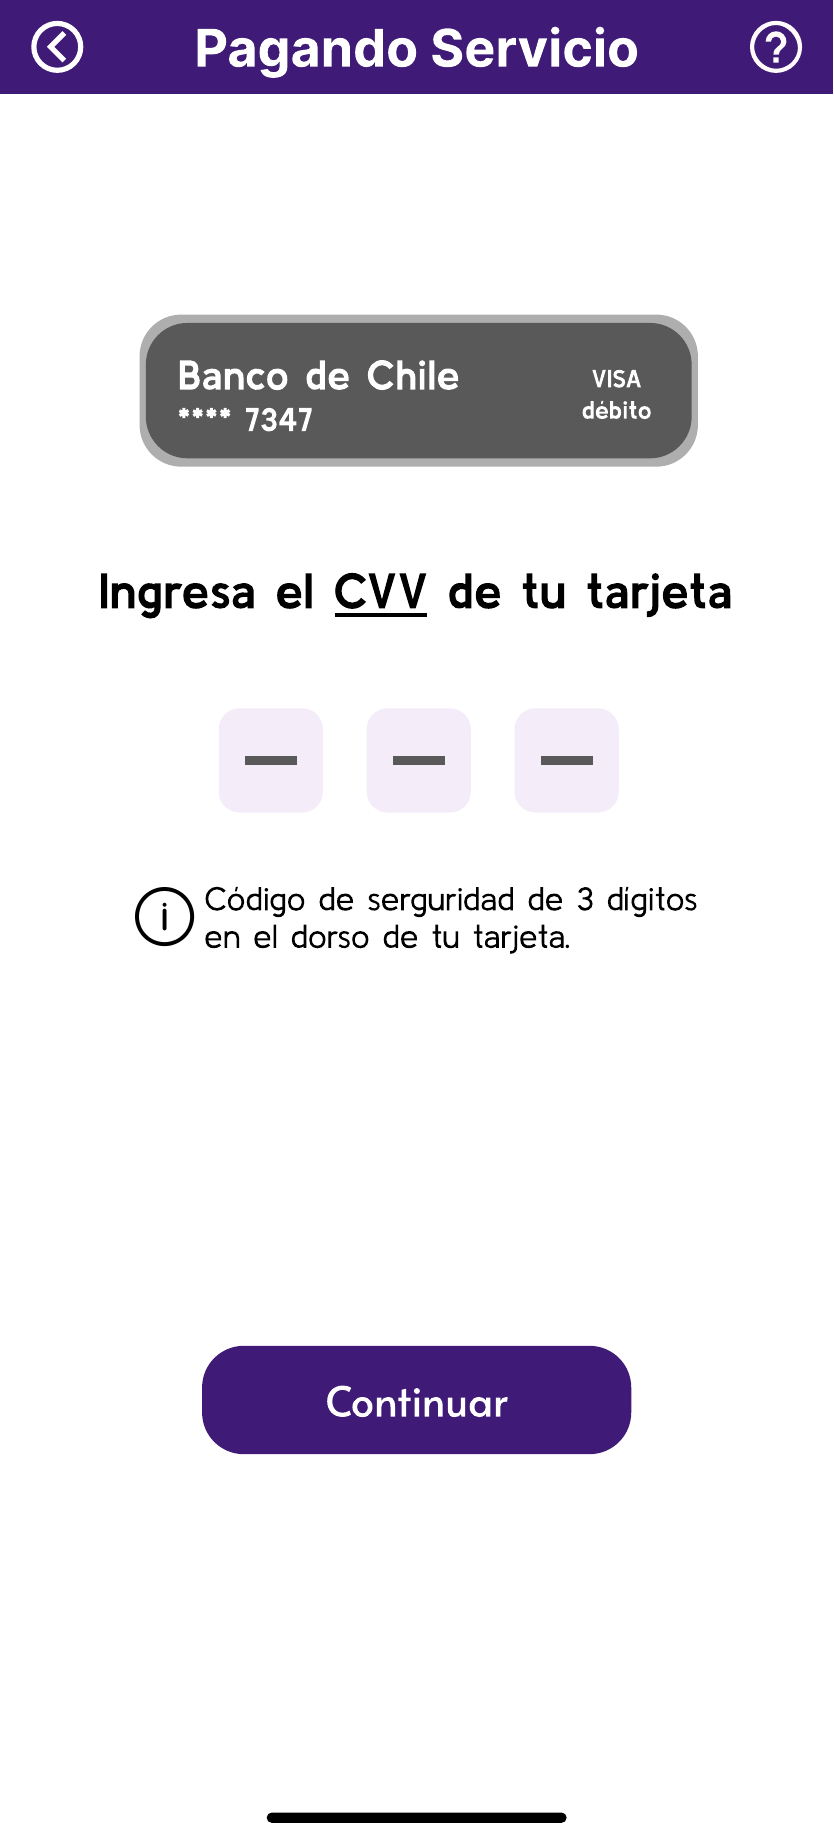 Pagando Servicio
Banco de Chile
**** 7347
VISA
débito
Ingresa el CVV de tu tarjeta
Código de serguridad de 3 dígitos
en el dorso de tu tarjeta.
Continuar